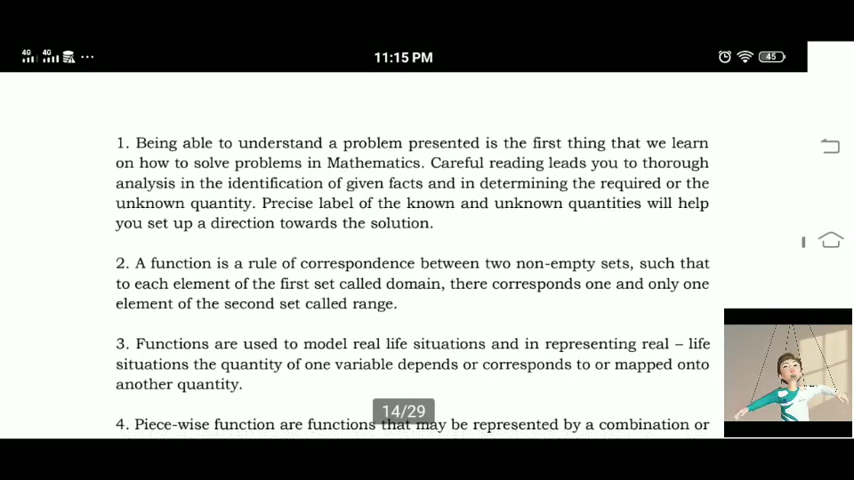 4G 4G ...
11:15 PM
45
1. Being able to understand a problem presented is the first thing that we learn
on how to solve problems in Mathematics. Careful reading leads you to thorough
analysis in the identification of given facts and in determining the required or the
unknown quantity. Precise label of the known and unknown quantities will help
you set up a direction towards the solution.
2. A function is a rule of correspondence between two non-empty sets, such that
to each element of the first set called domain, there corresponds one and only one
element of the second set called range.
3. Functions are used to model real life situations and in representing real – life
situations the quantity of one variable depends or corresponds to or mapped onto
another quantity.
14/29
4. Piece-wise function are functions that may be represented by a combination or